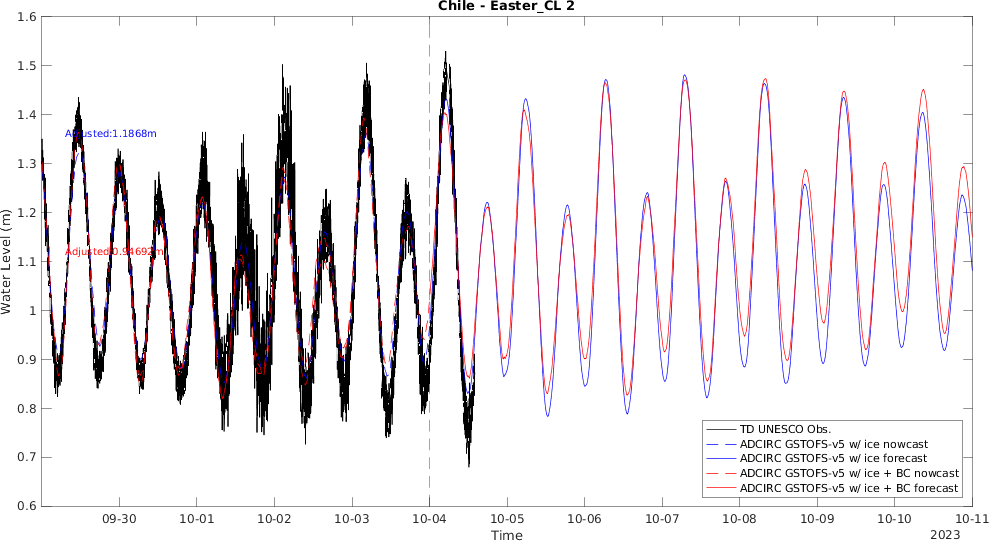 Chile - Easter_CL 2
Water Level (m)
1.6
1.5
1.4
1.3
1.2
1.1
1
0.9
0.8
0.7
0.6
Adjusted:1.1868m
Adjusted:0.94692m
TD UNESCO Obs.
ADCIRC GSTOFS-v5 w/ ice nowcast
ADCIRC GSTOFS-v5 w/ ice forecast
ADCIRC GSTOFS-v5 w/ ice + BC nowcast
ADCIRC GSTOFS-v5 w/ ice + BC forecast
09-30 10-01 10-02 10-03 10-04 10-05 10-06 10-07 10-08 10-09 10-10 10-11
Time 2023